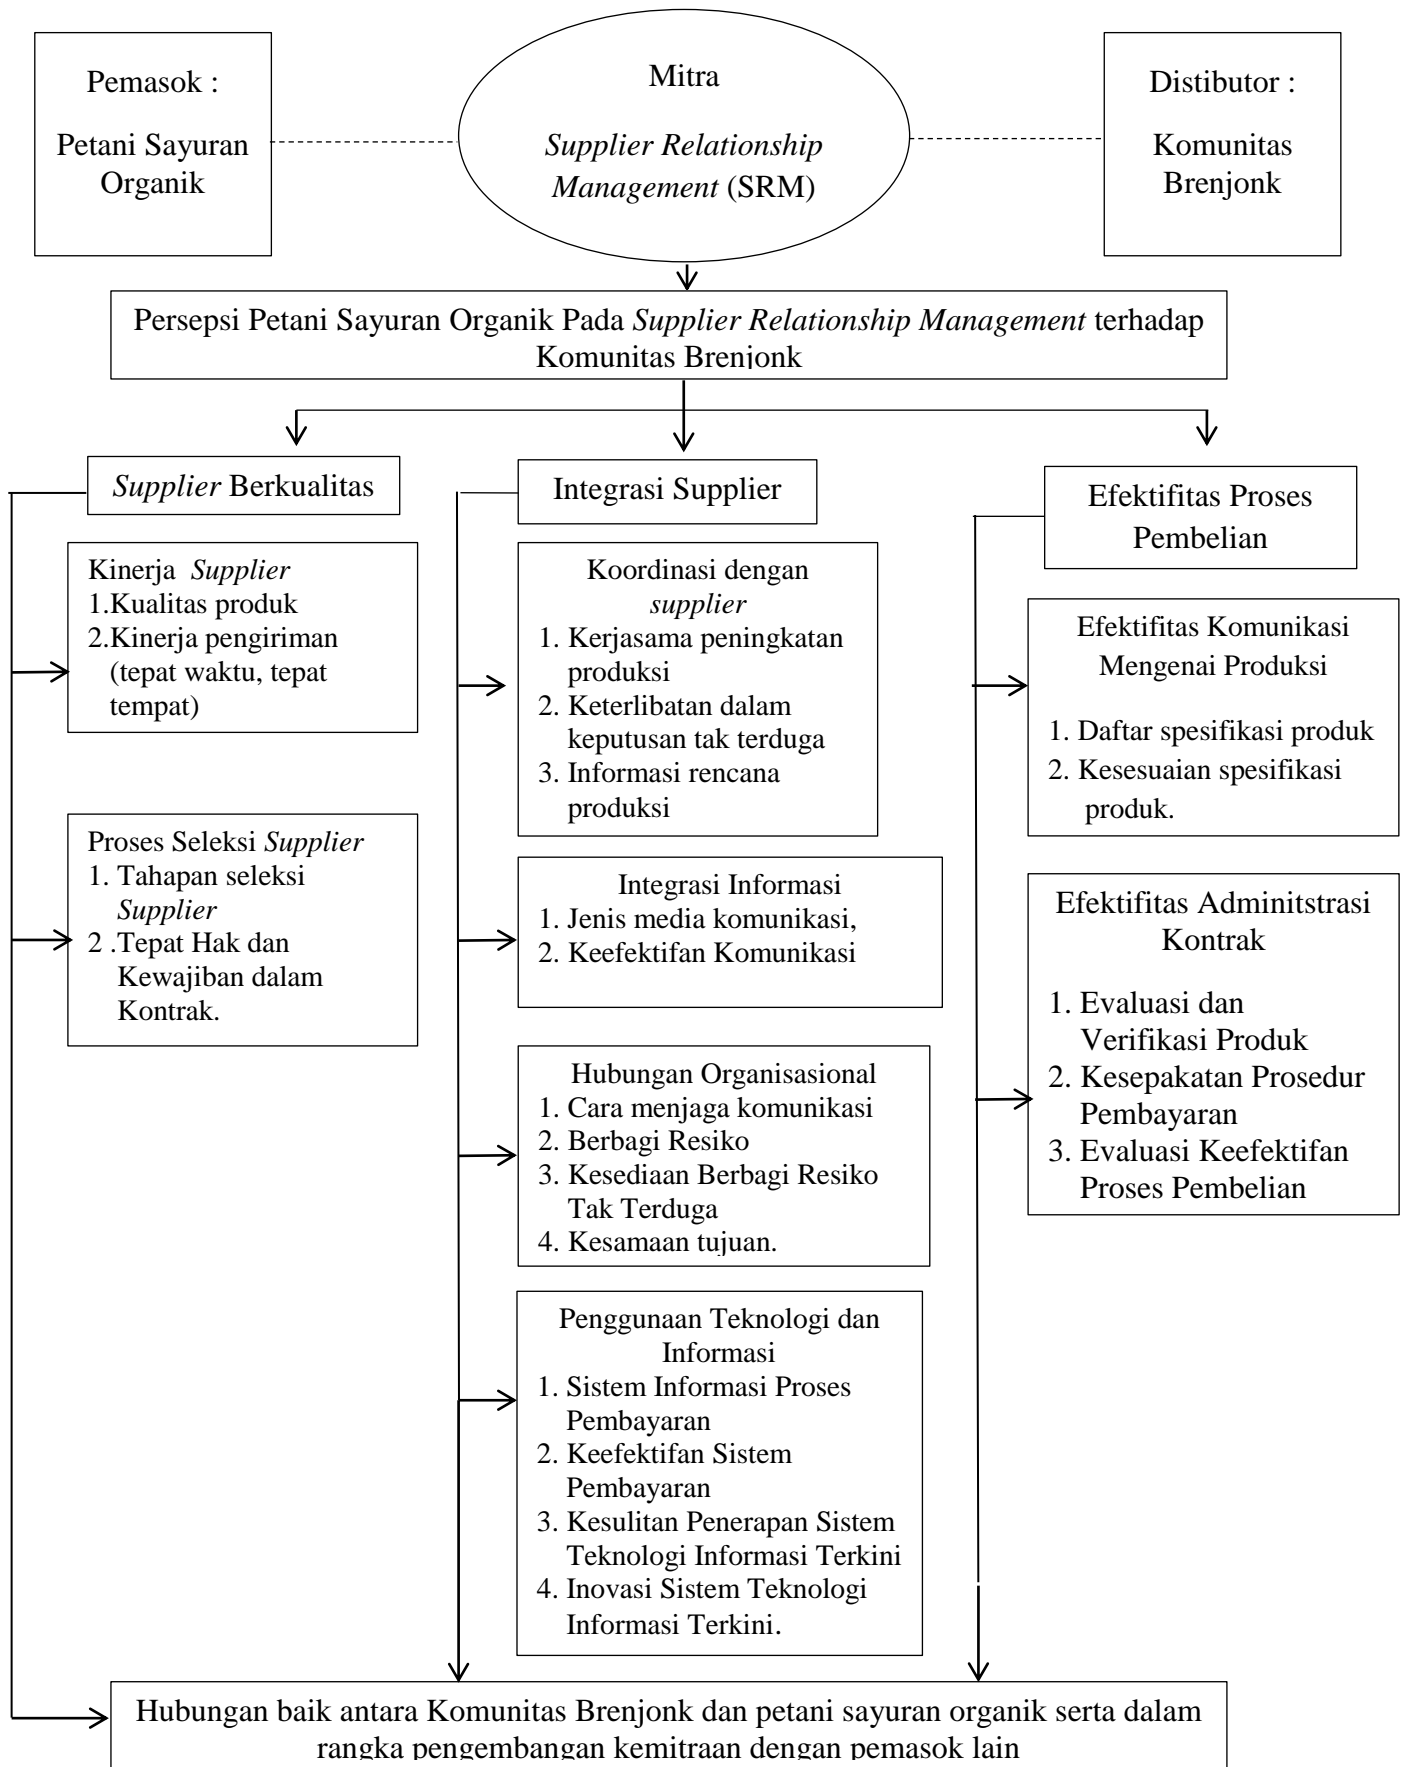 Pemasok :
Petani Sayuran
Organik
Mitra
Supplier Relationship
Management (SRM)
Distibutor :
Komunitas
Brenjonk
Persepsi Petani Sayuran Organik Pada Supplier Relationship Management terhadap
Komunitas Brenjonk
Supplier Berkualitas
Kinerja  Supplier
1.Kualitas produk
2.Kinerja pengiriman
(tepat waktu, tepat
tempat)
Proses Seleksi Supplier
1. Tahapan seleksi
Supplier
2 .Tepat Hak dan
Kewajiban dalam
Kontrak.
Integrasi Supplier
Koordinasi dengan
supplier
1. Kerjasama peningkatan
produksi
2. Keterlibatan dalam
keputusan tak terduga
3. Informasi rencana
produksi
Integrasi Informasi
1. Jenis media komunikasi,
2. Keefektifan Komunikasi
Hubungan Organisasional
1. Cara menjaga komunikasi
2. Berbagi Resiko
3. Kesediaan Berbagi Resiko
Tak Terduga
4. Kesamaan tujuan.
Penggunaan Teknologi dan
Informasi
1. Sistem Informasi Proses
Pembayaran
2. Keefektifan Sistem
Pembayaran
3. Kesulitan Penerapan Sistem
Teknologi Informasi Terkini
4. Inovasi Sistem Teknologi
Informasi Terkini.
Efektifitas Proses
Pembelian
Efektifitas Komunikasi
Mengenai Produksi
1. Daftar spesifikasi produk
2. Kesesuaian spesifikasi
produk.
Efektifitas Adminitstrasi
Kontrak
1. Evaluasi dan
Verifikasi Produk
2. Kesepakatan Prosedur
Pembayaran
3. Evaluasi Keefektifan
Proses Pembelian
Hubungan baik antara Komunitas Brenjonk dan petani sayuran organik serta dalam
rangka pengembangan kemitraan dengan pemasok lain